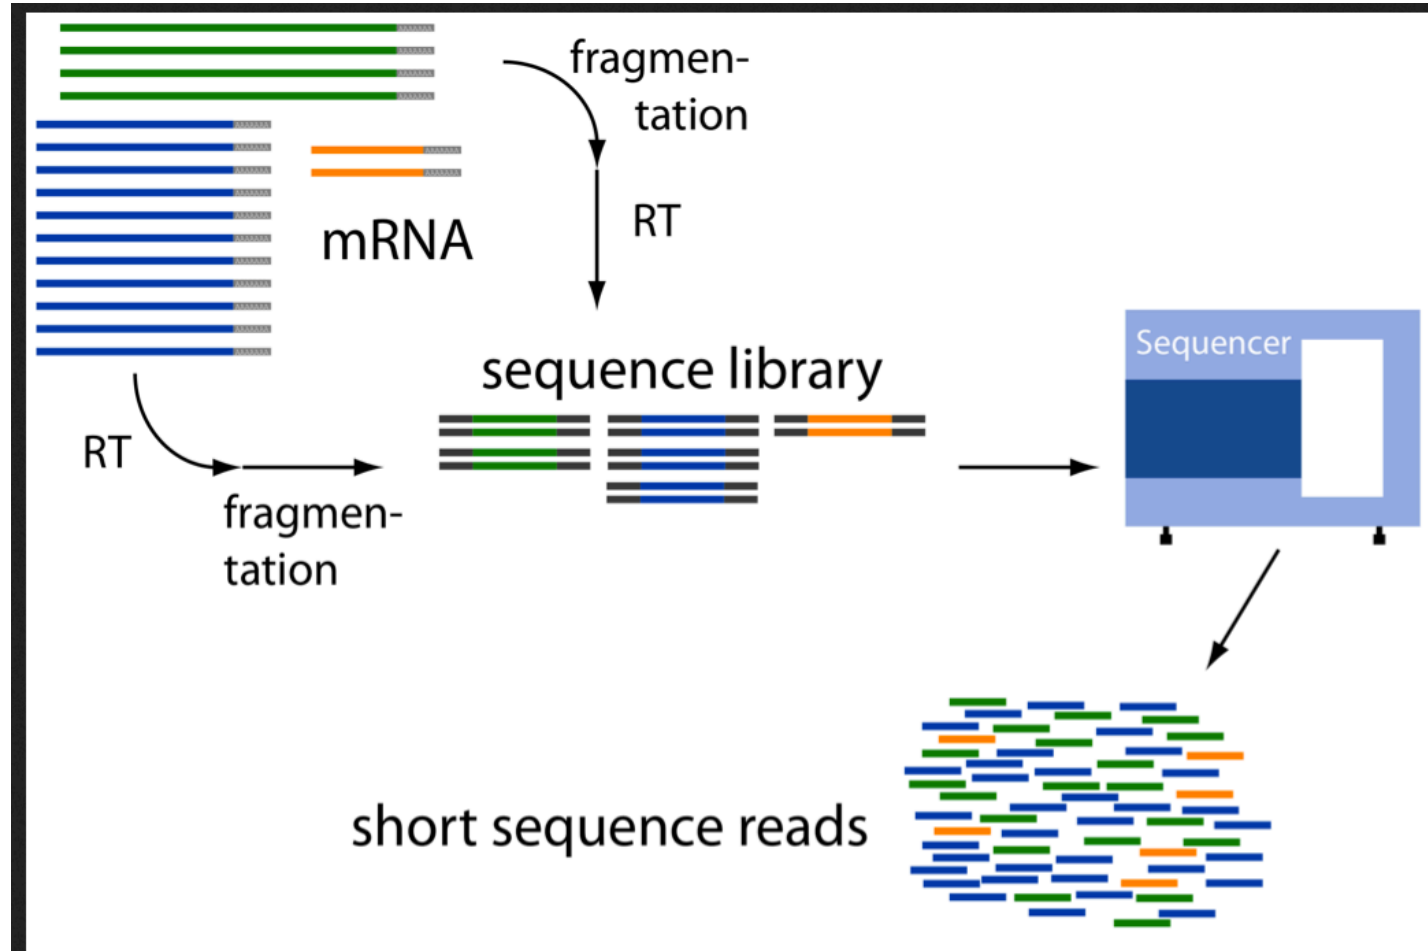 fragmen-
tation
mRNA
RT
sequence library
Sequencer
RT
fragmen-
tation
short sequence reads